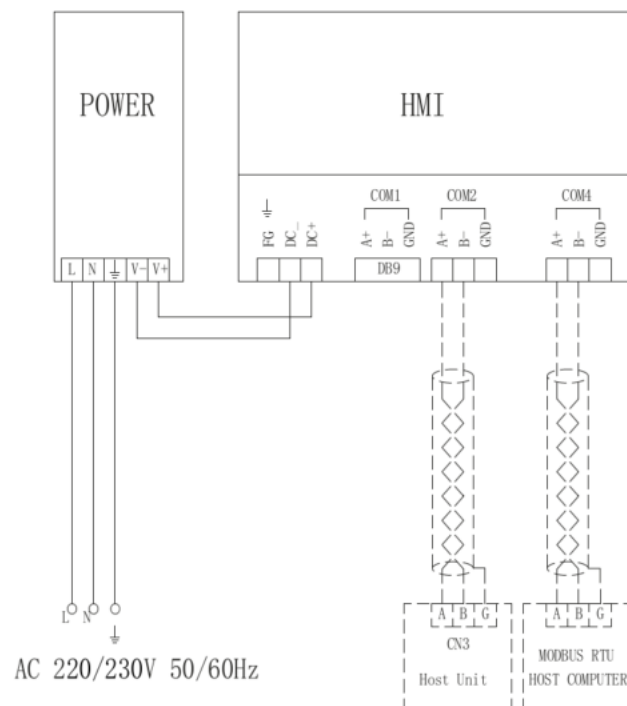 POWER
HMI
COM1
COM2
COM4
FG
DC_
DC+
A+
B-
GND
A+
B-
GND
A+
B-
GND
L
N
V-
V+
DB9
L
N
AC 220/230V 50/60Hz
A
B
G
CN3
Host Unit
A
B
G
MODBUS RTU
HOST COMPUTER